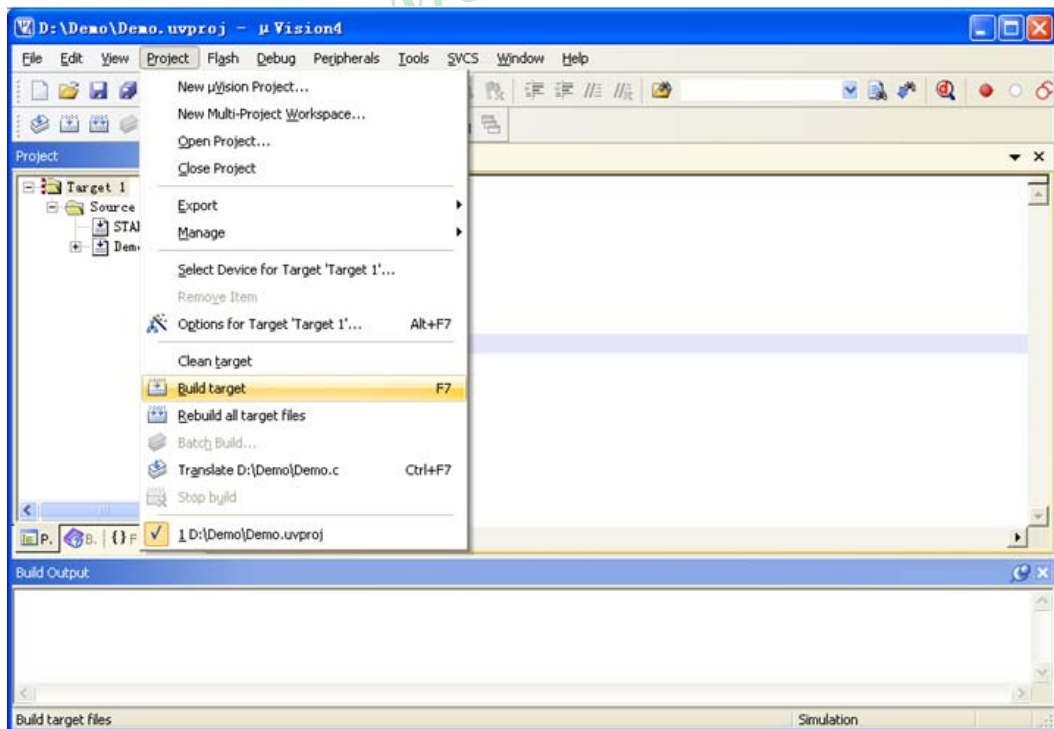 D:\Demo\Demo.uvproj - µVision4
File Edit View Project Flash Debug Peripherals Tools SVCS Window Help
New µVision Project...
New Multi-Project Workspace...
Open Project...
Close Project
Export
Manage
Select Device for Target 'Target 1'...
Remove Item
Options for Target 'Target 1'... Alt+F7
Clean target
Build target F7
Rebuild all target files
Batch Build...
Translate D:\Demo\Demo.c Ctrl+F7
Stop build
1 D:\Demo\Demo.uvproj
Project
Target 1
Source
P. B. {} F
Build Output
Build target files Simulation